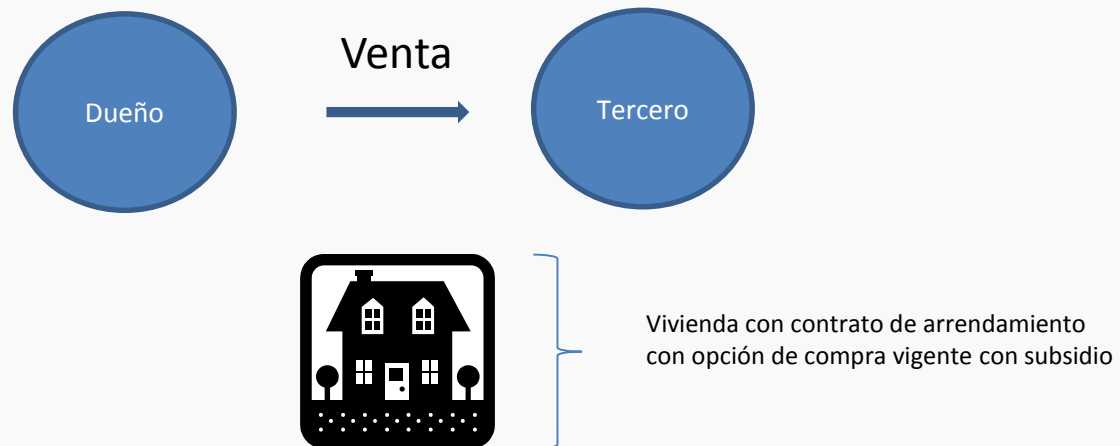 Venta
Dueño
Tercero
Vivienda con contrato de arrendamiento
con opción de compra vigente con subsidio